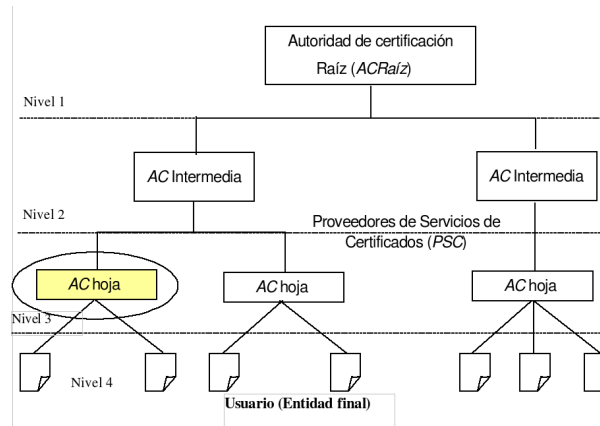 Autoridad de certificación
Raíz (ACRaíz)
Nivel 1
AC Intermedia
AC Intermedia
Nivel 2
Proveedores de Servicios de
Certificados (PSC)
AC hoja
AC hoja
AC hoja
Nivel 3
Nivel 4
Usuario (Entidad final)